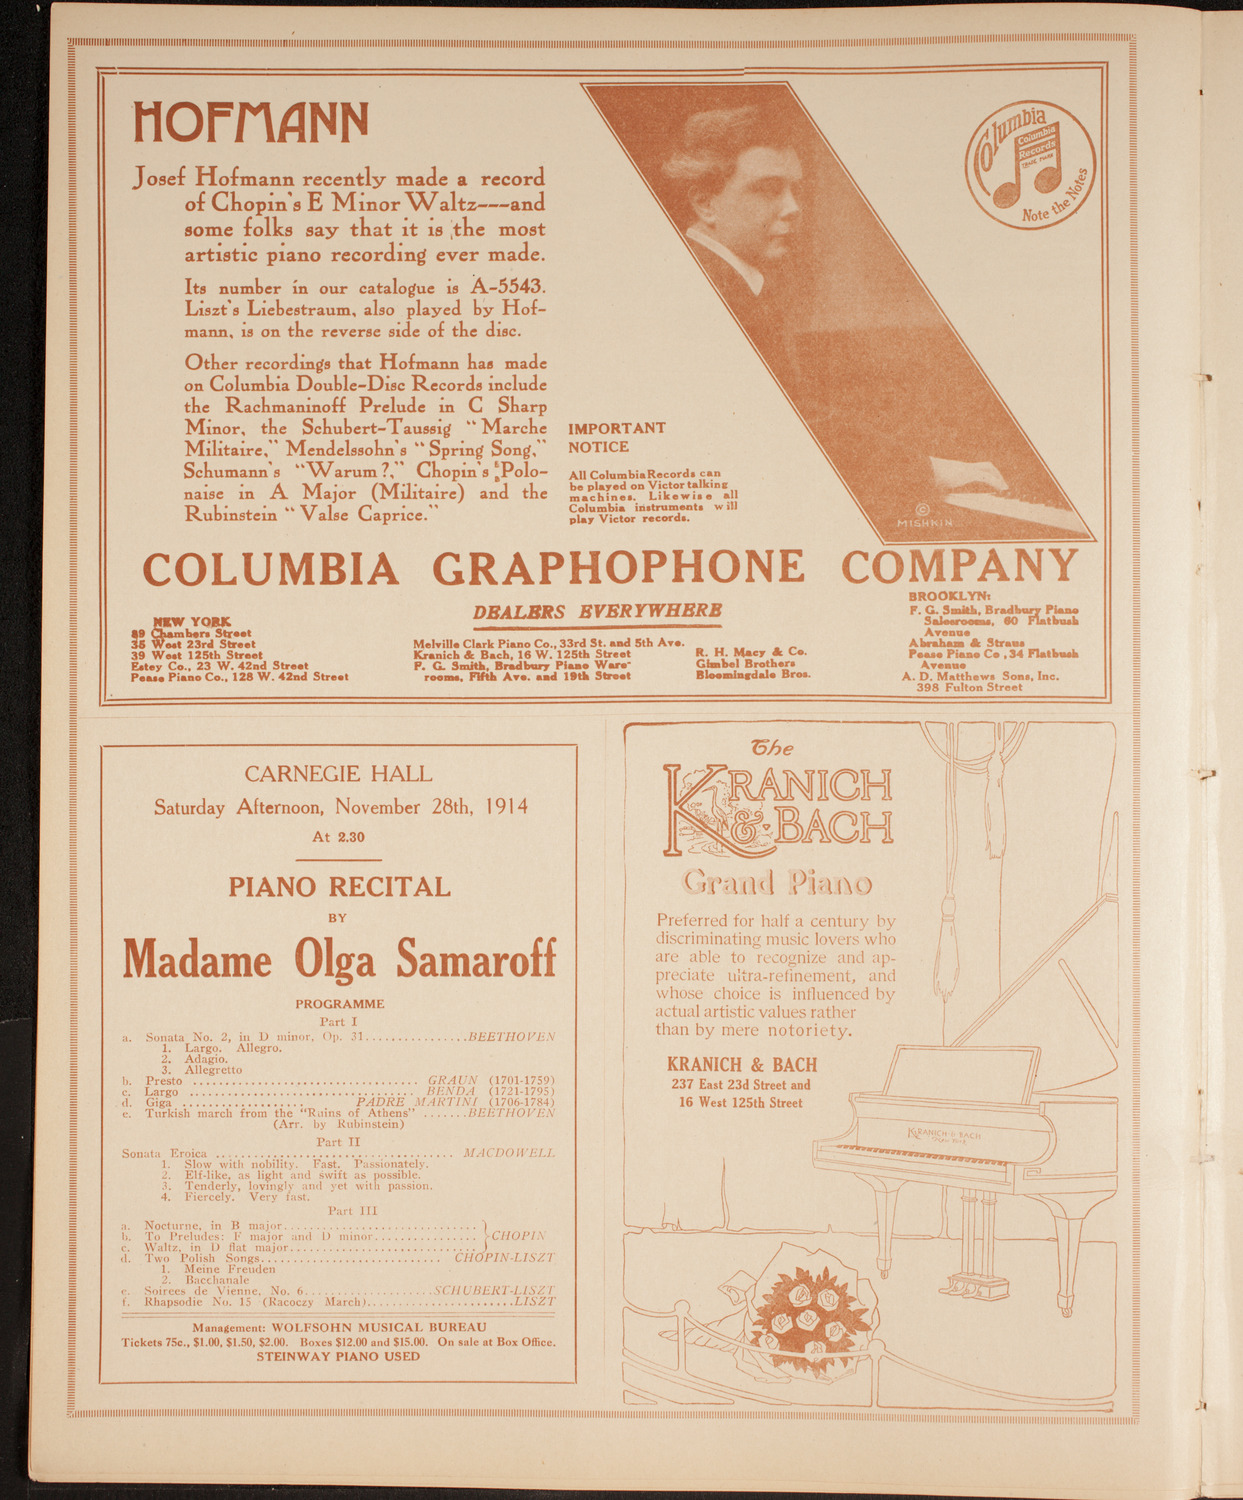 HOFMANN
Josef Hofmann recently made a record
of Chopin's E Minor Waltz---and
some folks say that it is the most
artistic piano recording ever made.
Its number in our catalogue is A-5543.
Liszt's Liebestraum, also played by Hof-
mann, is on the reverse side of the disc.
Other recordings that Hofmann has made
on Columbia Double-Disc Records include
the Rachmaninoff Prelude in C Sharp
Minor, the Schubert-Taussig "Marche
Militaire," Mendelssohn's "Spring Song,"
Schumann's "Warum?," Chopin's Polo-
naise in A Major (Militaire) and the
Rubinstein "Valse Caprice."
IMPORTANT
NOTICE
All Columbia Records can
be played on Victor talking
machines. Likewise all
Columbia instruments will
play Victor records.
Columbia
Columbia
Records
TRADE MARK
Note the Notes
©
MISHKIN
COLUMBIA GRAPHOPHONE COMPANY
DEALERS EVERYWHERE
NEW YORK
89 Chambers Street
35 West 23rd Street
39 West 125th Street
Estey Co., 23 W. 42nd Street
Pease Piano Co., 128 W. 42nd Street
Melville Clark Piano Co., 33rd St. and 5th Ave.
Kranich & Bach, 16 W. 125th Street
F. G. Smith, Bradbury Piano Ware-
rooms, Fifth Ave. and 19th Street
R. H. Macy & Co.
Gimbel Brothers
Bloomingdale Bros.
BROOKLYN:
F. G. Smith, Bradbury Piano
Salesrooms, 60 Flatbush
Avenue
Abraham & Straus
Pease Piano Co., 34 Flatbush
Avenue
A. D. Matthews Sons, Inc.
398 Fulton Street
CARNEGIE HALL
Saturday Afternoon, November 28th, 1914
At 2.30
PIANO RECITAL
BY
Madame Olga Samaroff
PROGRAMME
Part I
a. Sonata No. 2, in D minor, Op. 31................BEETHOVEN
1. Largo. Allegro.
2. Adagio.
3. Allegretto
b. Presto .................................. GRAUN (1701-1759)
c. Largo .................................. BENDA (1721-1795)
d. Giga ................... PADRE MARTINI (1706-1784)
e. Turkish march from the "Ruins of Athens" .......BEETHOVEN
(Arr. by Rubinstein)
Part II
Sonata Eroica .................................... MACDOWELL
1. Slow with nobility. Fast, Passionately.
2. Elf-like, as light and swift as possible.
3. Tenderly, lovingly and yet with passion.
4. Fiercely. Very fast.
Part III
a. Nocturne, in B major.............................
b. To Preludes: F major and D minor................ CHOPIN
c. Waltz, in D flat major............................
d. Two Polish Songs........................... CHOPIN-LISZT
1. Meine Freuden
2. Bacchanale
e. Soirees de Vienne, No. 6...................SCHUBERT-LISZT
f. Rhapsodie No. 15 (Racoczy March)......................LISZT
Management: WOLFSOHN MUSICAL BUREAU
Tickets 75c., $1.00, $1.50, $2.00. Boxes $12.00 and $15.00. On sale at Box Office.
STEINWAY PIANO USED
The
KRANICH
& BACH
Grand Piano
Preferred for half a century by
discriminating music lovers who
are able to recognize and ap-
preciate ultra-refinement, and
whose choice is influenced by
actual artistic values rather
than by mere notoriety.
KRANICH & BACH
237 East 23d Street and
16 West 125th Street
KRANICH & BACH